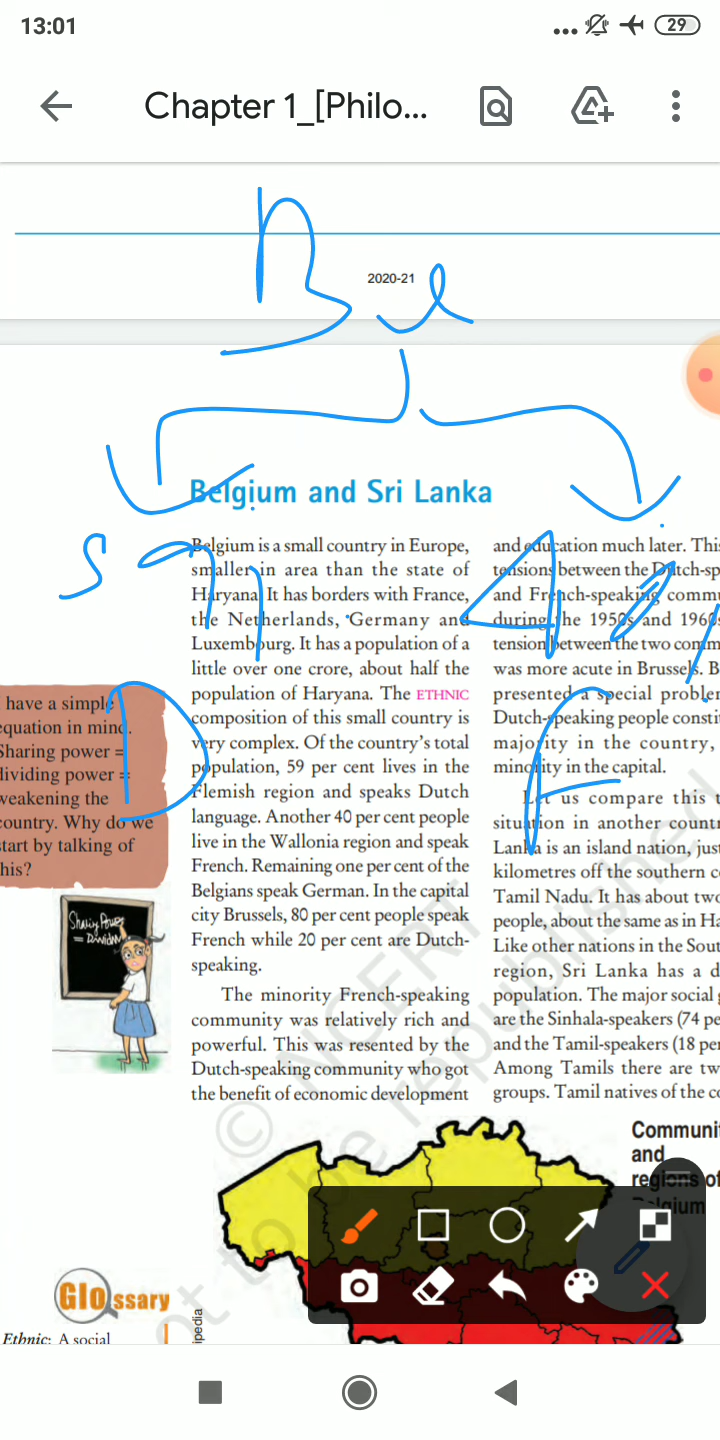 13:01
29
Chapter 1_[Philo...
Be
2020-21
Belgium and Sri Lanka
59
40%
D
F
Belgium is a small country in Europe,
smaller in area than the state of
Haryana. It has borders with France,
the Netherlands, Germany and
Luxembourg. It has a population of a
little over one crore, about half the
population of Haryana. The ETHNIC
composition of this small country is
very complex. Of the country's total
population, 59 per cent lives in the
Flemish region and speaks Dutch
language. Another 40 per cent people
live in the Wallonia region and speak
French. Remaining one per cent of the
Belgians speak German. In the capital
city Brussels, 80 per cent people speak
French while 20 per cent are Dutch-
speaking.
The minority French-speaking
community was relatively rich and
powerful. This was resented by the
Dutch-speaking community who got
the benefit of economic development
and education much later. This
tensions between the Dutch-sp
and French-speaking commu
during the 1950s and 1960s
tension between the two comm
was more acute in Brussels. B
presented a special problem
Dutch-speaking people constit
majority in the country,
minority in the capital.
Let us compare this t
situation in another countr
Lanka is an island nation, just
kilometres off the southern c
Tamil Nadu. It has about two
people, about the same as in Ha
Like other nations in the South
region, Sri Lanka has a d
population. The major social g
are the Sinhala-speakers (74 pe
and the Tamil-speakers (18 per
Among Tamils there are tw
groups. Tamil natives of the co
I have a simple
equation in mind.
Sharing power =
dividing power =
weakening the
country. Why do we
start by talking of
this?
Sharing Power
= Dividin
© NCERT
not to be republished
Communi
and
regions of
Belgium
Glossary
Ethnic: A social
ipedia